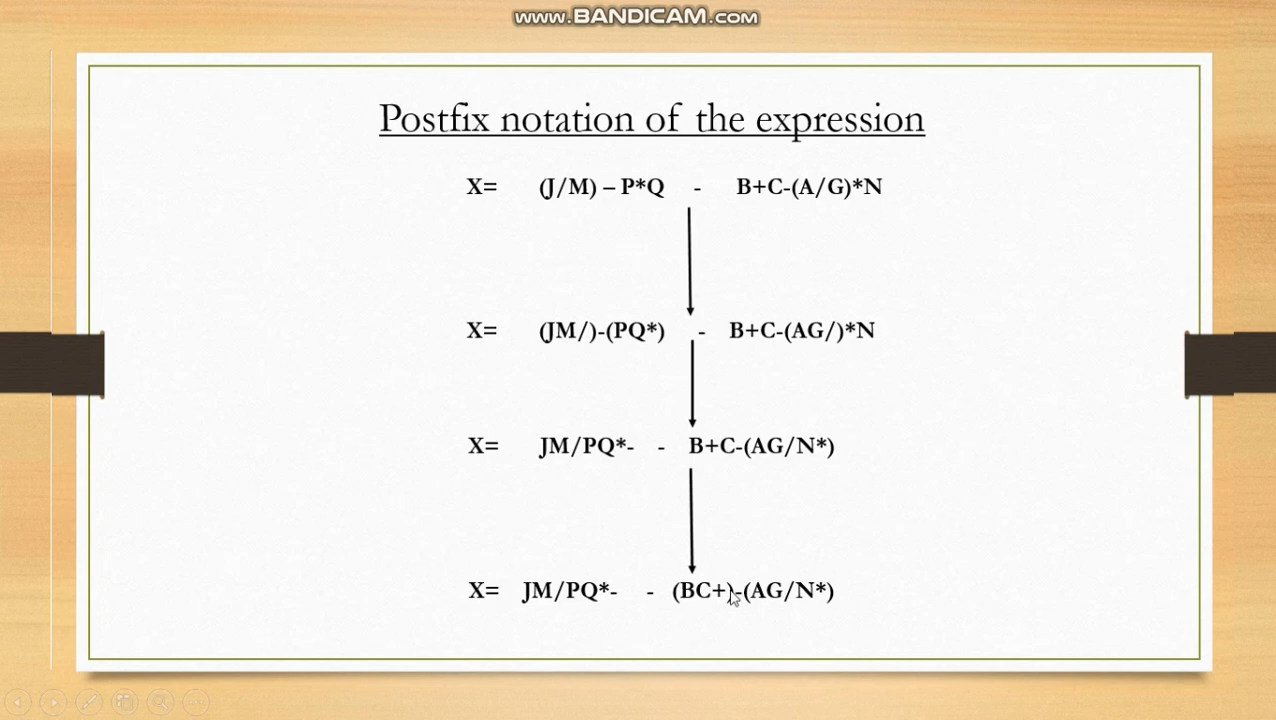 www.BANDICAM.com
Postfix notation of the expression
X= (J/M) – P*Q - B+C-(A/G)*N
X= (JM/)-(PQ*) - B+C-(AG/)*N
X= JM/PQ*- - B+C-(AG/N*)
X= JM/PQ*- - (BC+)-(AG/N*)